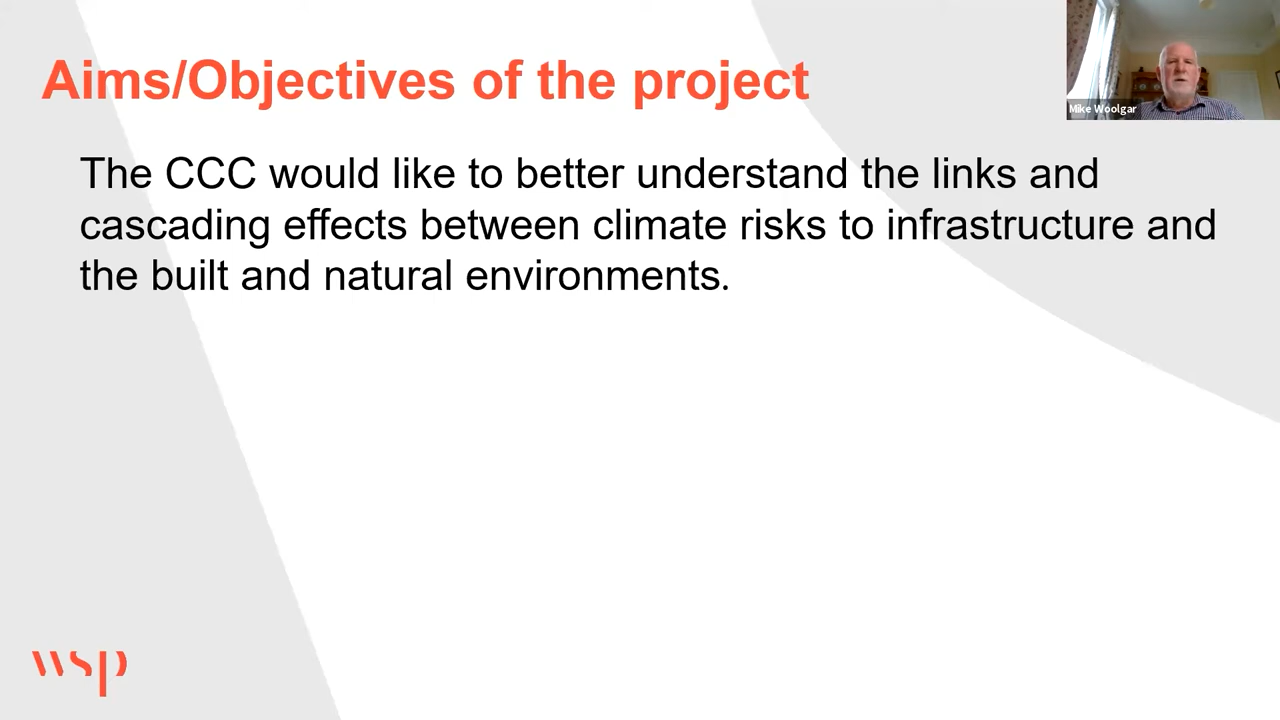 Aims/Objectives of the project
Mike Woolgar
The CCC would like to better understand the links and
cascading effects between climate risks to infrastructure and
the built and natural environments.
wsp